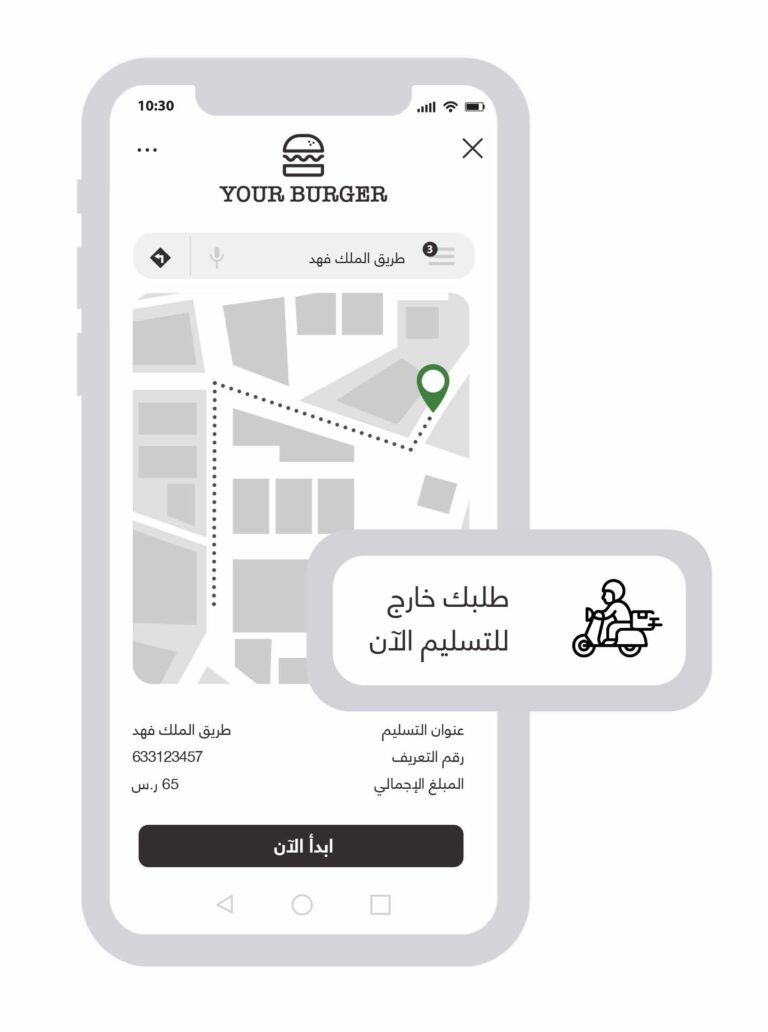 10:30
YOUR BURGER
3
طريق الملك فهد
طلبك خارج
للتسليم الآن
عنوان التسليم طريق الملك فهد
رقم التعريف 633123457
المبلغ الإجمالي 65 ر.س
ابدأ الآن